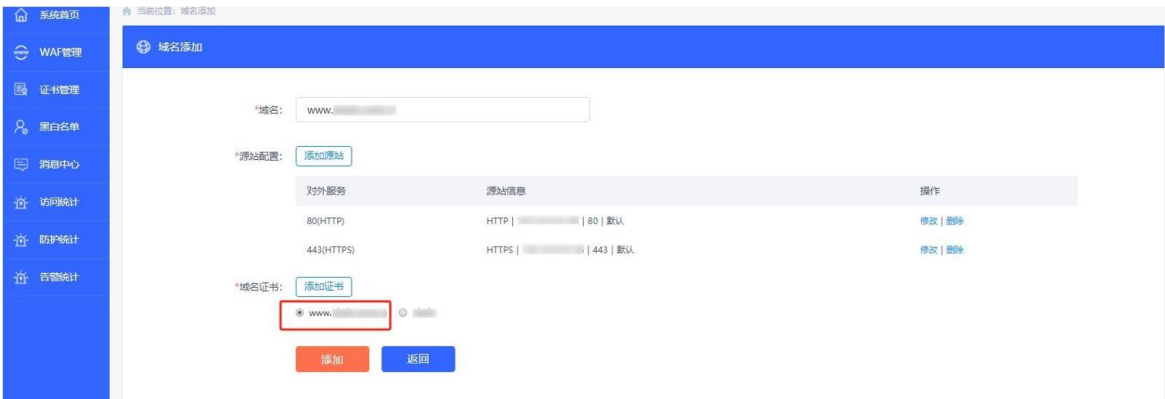 系统首页
当前位置：域名添加
WAF管理
域名添加
证书管理
*域名： www.
黑白名单
*源站配置： 添加源站
消息中心
对外服务 源站信息 操作
访问统计
80(HTTP) HTTP | | 80 | 默认 修改 | 删除
防护统计
443(HTTPS) HTTPS | | 443 | 默认 修改 | 删除
告警统计
*域名证书： 添加证书
www.
添加 返回